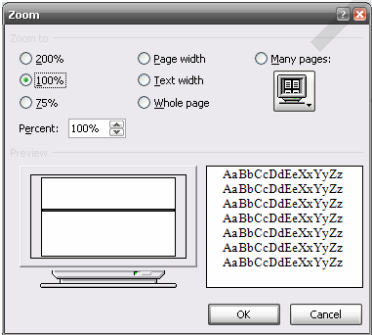 Zoom
Zoom to
200% Page width Many pages:
100% Text width
75% Whole page
Percent: 100%
Preview
AaBbCcDdEeXxYyZz
AaBbCcDdEeXxYyZz
AaBbCcDdEeXxYyZz
AaBbCcDdEeXxYyZz
AaBbCcDdEeXxYyZz
AaBbCcDdEeXxYyZz
AaBbCcDdEeXxYyZz
OK Cancel